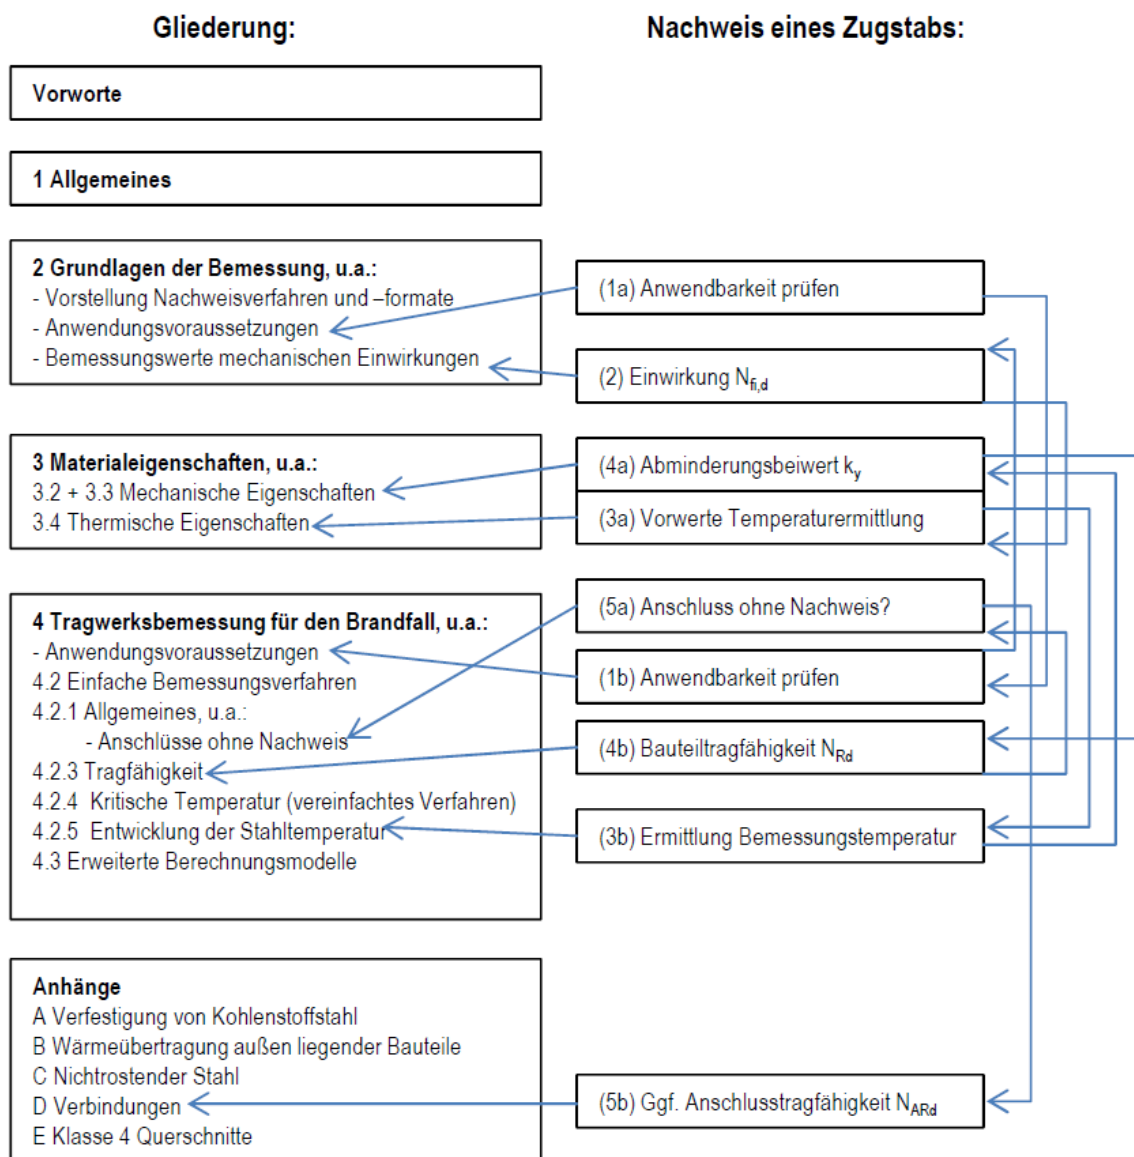 Gliederung:
Nachweis eines Zugstabs:
Vorworte
1 Allgemeines
2 Grundlagen der Bemessung, u.a.:
- Vorstellung Nachweisverfahren und –formate
- Anwendungsvoraussetzungen
- Bemessungswerte mechanischen Einwirkungen
3 Materialeigenschaften, u.a.:
3.2 + 3.3 Mechanische Eigenschaften
3.4 Thermische Eigenschaften
4 Tragwerksbemessung für den Brandfall, u.a.:
- Anwendungsvoraussetzungen
4.2 Einfache Bemessungsverfahren
4.2.1 Allgemeines, u.a.:
- Anschlüsse ohne Nachweis
4.2.3 Tragfähigkeit
4.2.4 Kritische Temperatur (vereinfachtes Verfahren)
4.2.5 Entwicklung der Stahltemperatur
4.3 Erweiterte Berechnungsmodelle
Anhänge
A Verfestigung von Kohlenstoffstahl
B Wärmeübertragung außen liegender Bauteile
C Nichtrostender Stahl
D Verbindungen
E Klasse 4 Querschnitte
(1a) Anwendbarkeit prüfen
(2) Einwirkung Nfi,d
(4a) Abminderungsbeiwert ky
(3a) Vorwerte Temperaturermittlung
(5a) Anschluss ohne Nachweis?
(1b) Anwendbarkeit prüfen
(4b) Bauteiltragfähigkeit NRd
(3b) Ermittlung Bemessungstemperatur
(5b) Ggf. Anschlusstragfähigkeit NARd